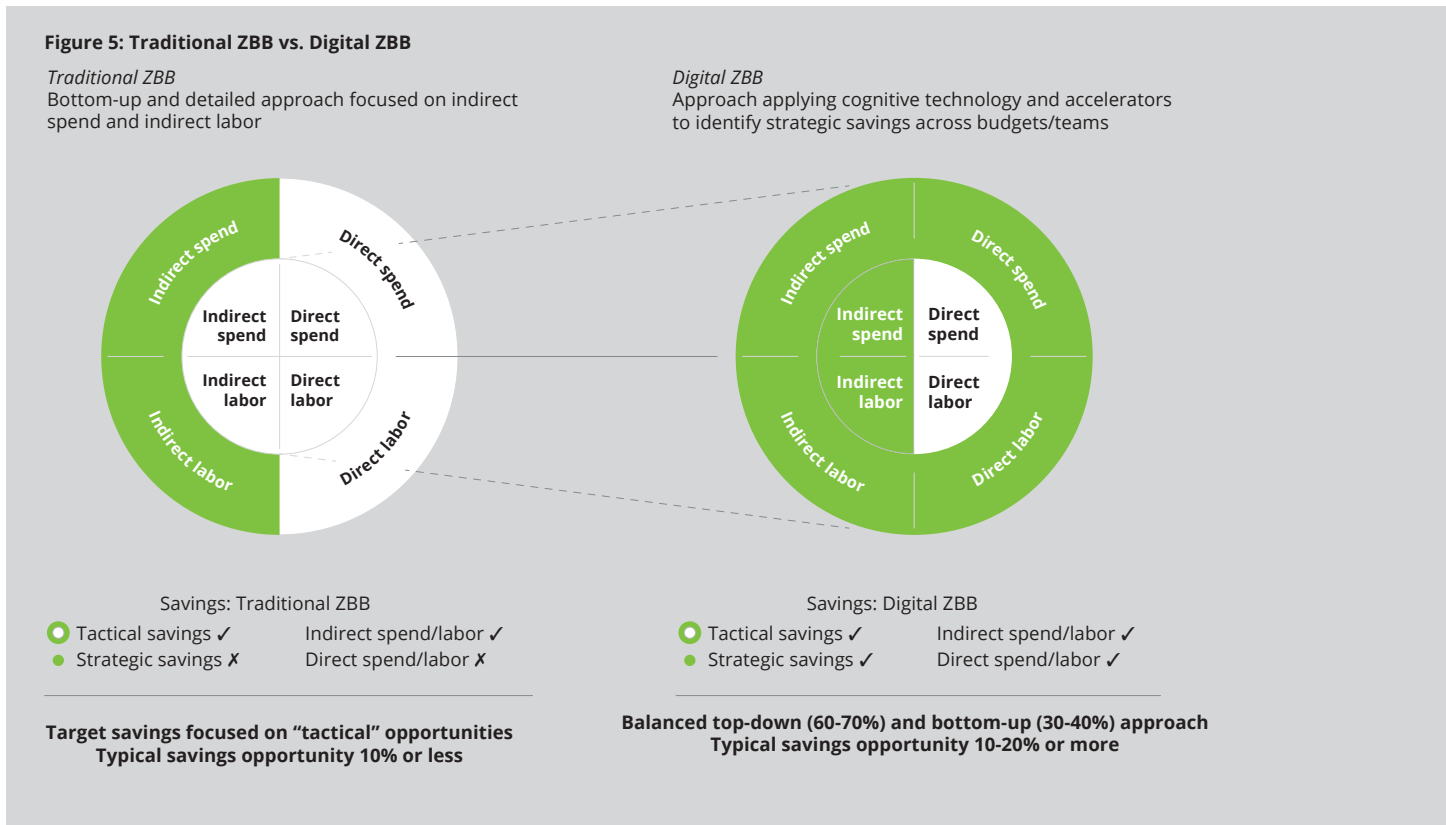 Figure 5: Traditional ZBB vs. Digital ZBB
Traditional ZBB
Bottom-up and detailed approach focused on indirect
spend and indirect labor
Indirect spend
Direct spend
Indirect
spend
Direct
spend
Indirect
labor
Direct
labor
Indirect labor
Direct labor
Savings: Traditional ZBB
Tactical savings ✓
Indirect spend/labor ✓
Strategic savings ✗
Direct spend/labor ✗
Target savings focused on “tactical” opportunities
Typical savings opportunity 10% or less
Digital ZBB
Approach applying cognitive technology and accelerators
to identify strategic savings across budgets/teams
Indirect spend
Direct spend
Indirect
spend
Direct
spend
Indirect
labor
Direct
labor
Indirect labor
Direct labor
Savings: Digital ZBB
Tactical savings ✓
Indirect spend/labor ✓
Strategic savings ✓
Direct spend/labor ✓
Balanced top-down (60-70%) and bottom-up (30-40%) approach
Typical savings opportunity 10-20% or more